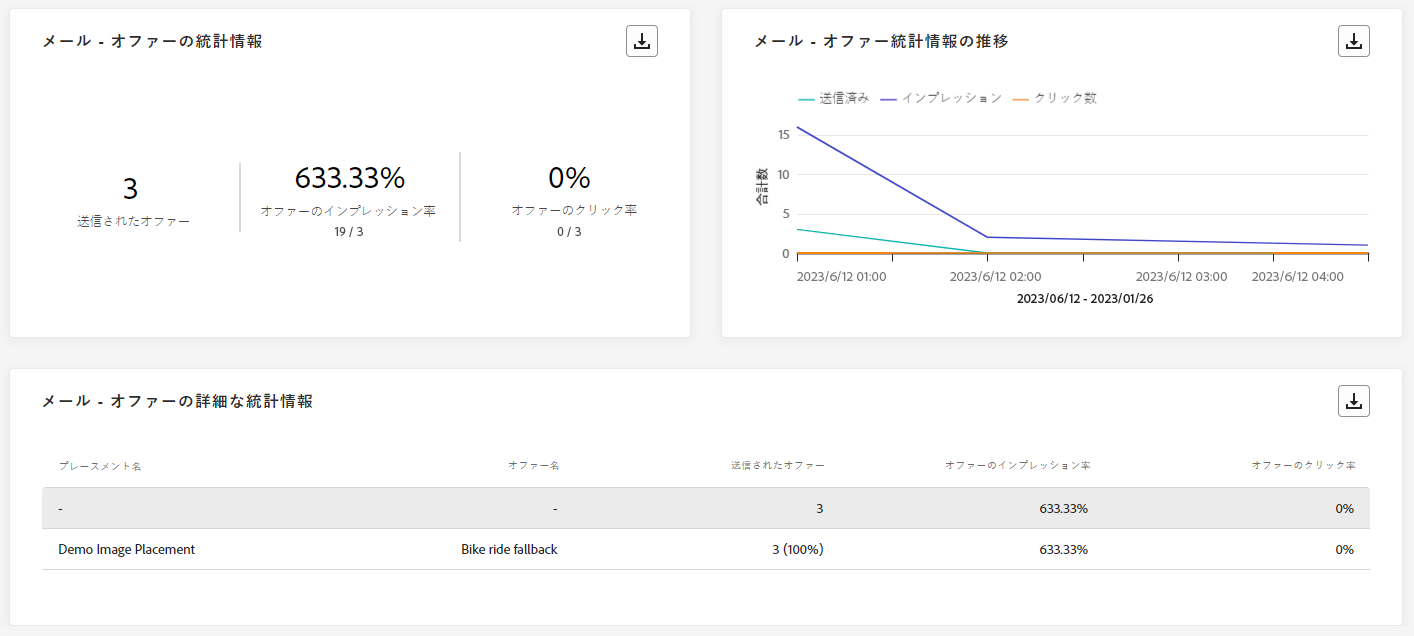 メール - オファーの統計情報
3
送信されたオファー
633.33%
オファーのインプレッション率
19 / 3
0%
オファーのクリック率
0 / 3
メール - オファー統計情報の推移
送信済み インプレッション クリック数
合計数
15
10
5
0
2023/6/12 01:00 2023/6/12 02:00 2023/6/12 03:00 2023/6/12 04:00
2023/06/12 - 2023/01/26
メール - オファーの詳細な統計情報
プレースメント名 オファー名 送信されたオファー オファーのインプレッション率 オファーのクリック率
- - 3 633.33% 0%
Demo Image Placement Bike ride fallback 3 (100%) 633.33% 0%